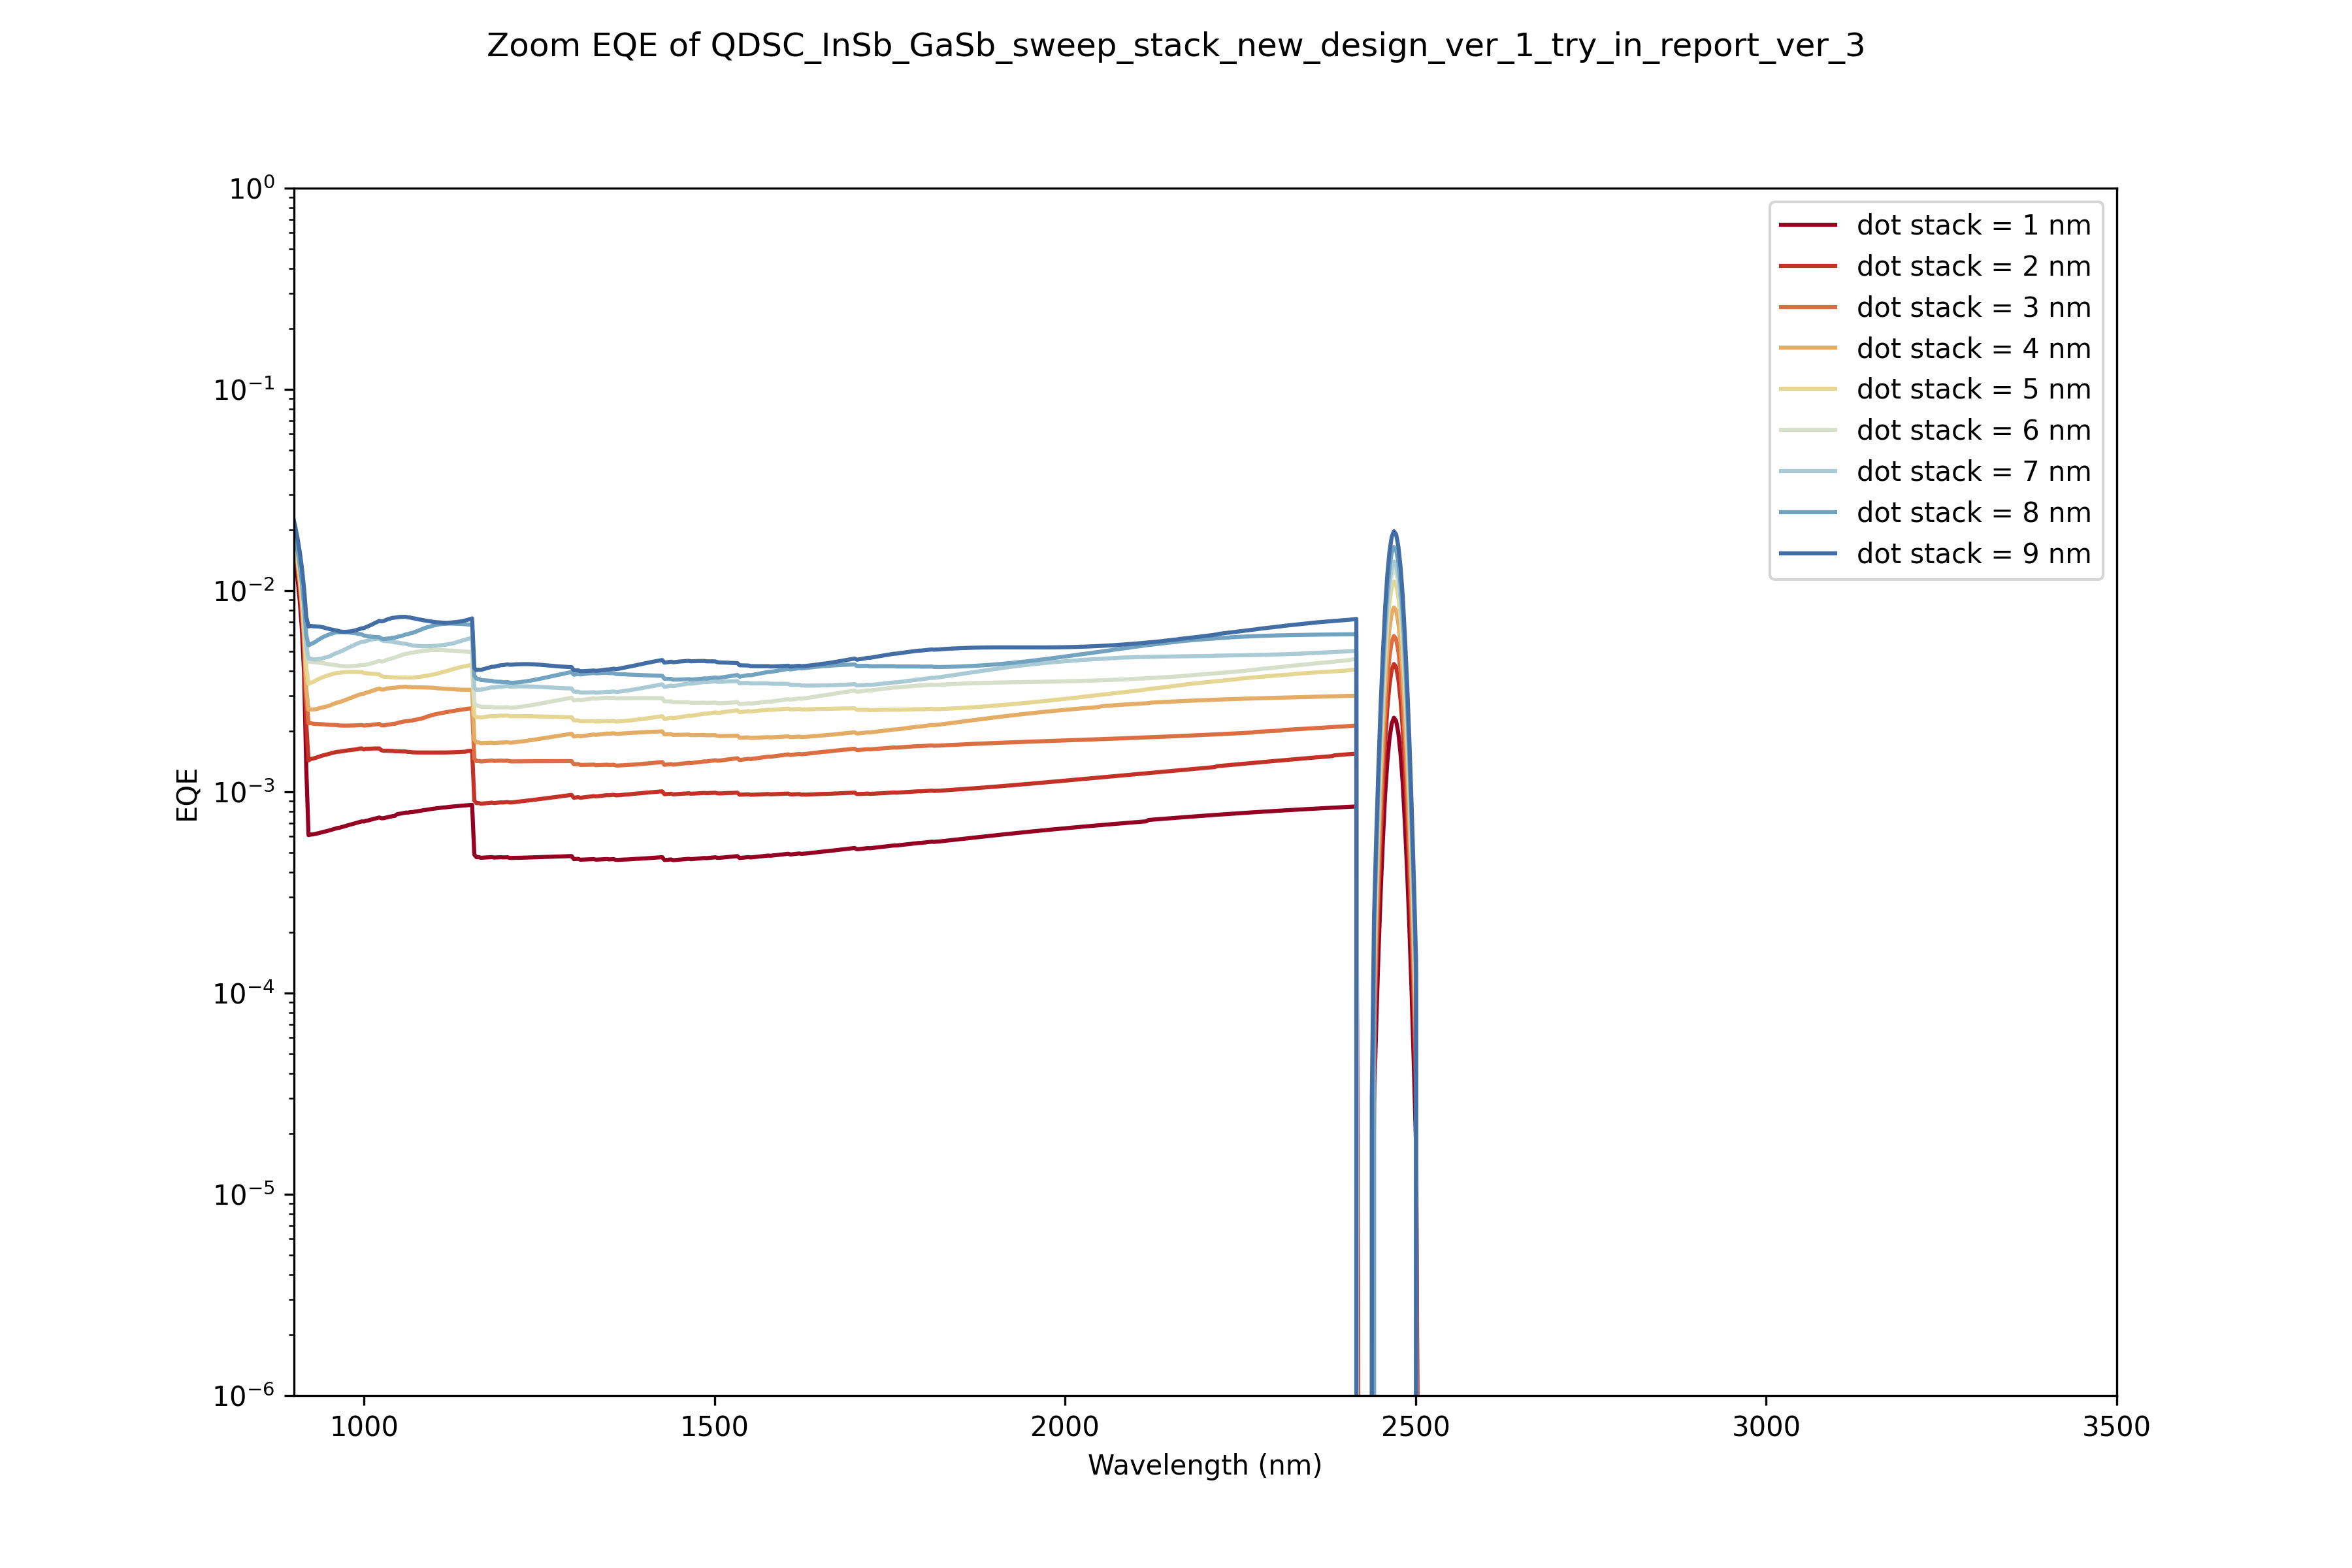 Zoom EQE of QDSC_InSb_GaSb_sweep_stack_new_design_ver_1_try_in_report_ver_3
10⁰
10⁻¹
10⁻²
10⁻³
10⁻⁴
10⁻⁵
10⁻⁶
EQE
dot stack = 1 nm
dot stack = 2 nm
dot stack = 3 nm
dot stack = 4 nm
dot stack = 5 nm
dot stack = 6 nm
dot stack = 7 nm
dot stack = 8 nm
dot stack = 9 nm
1000 1500 2000 2500 3000 3500
Wavelength (nm)